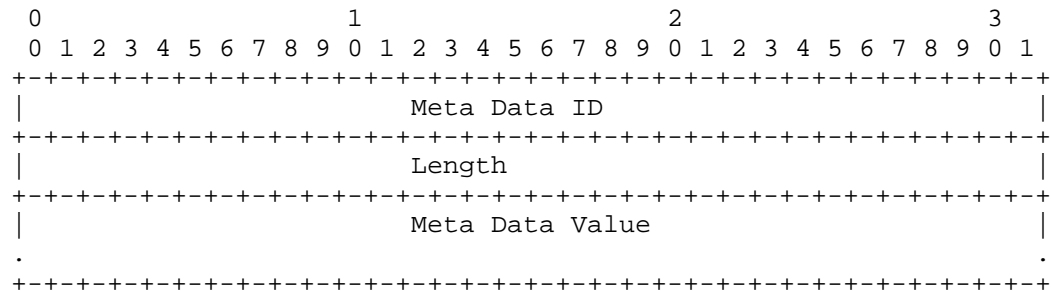 0                   1                   2                   3
 0 1 2 3 4 5 6 7 8 9 0 1 2 3 4 5 6 7 8 9 0 1 2 3 4 5 6 7 8 9 0 1
+-+-+-+-+-+-+-+-+-+-+-+-+-+-+-+-+-+-+-+-+-+-+-+-+-+-+-+-+-+-+-+-+
|                        Meta Data ID                           |
+-+-+-+-+-+-+-+-+-+-+-+-+-+-+-+-+-+-+-+-+-+-+-+-+-+-+-+-+-+-+-+-+
|                        Length                                 |
+-+-+-+-+-+-+-+-+-+-+-+-+-+-+-+-+-+-+-+-+-+-+-+-+-+-+-+-+-+-+-+-+
|                        Meta Data Value                        |
.                                                               .
+-+-+-+-+-+-+-+-+-+-+-+-+-+-+-+-+-+-+-+-+-+-+-+-+-+-+-+-+-+-+-+-+